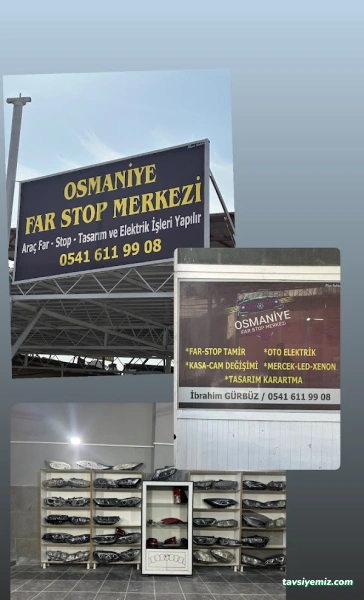 OSMANİYE
FAR STOP MERKEZİ
Araç Far - Stop - Tasarım ve Elektrik İşleri Yapılır
0541 611 99 08
OSMANİYE
FAR STOP MERKEZİ
*FAR-STOP TAMİR *OTO ELEKTRİK
*KASA-CAM DEĞİŞİMİ *MERCEK-LED-XENON
*TASARIM KARARTMA
İbrahim GÜRBÜZ / 0541 611 99 08
tavsiyemiz.com